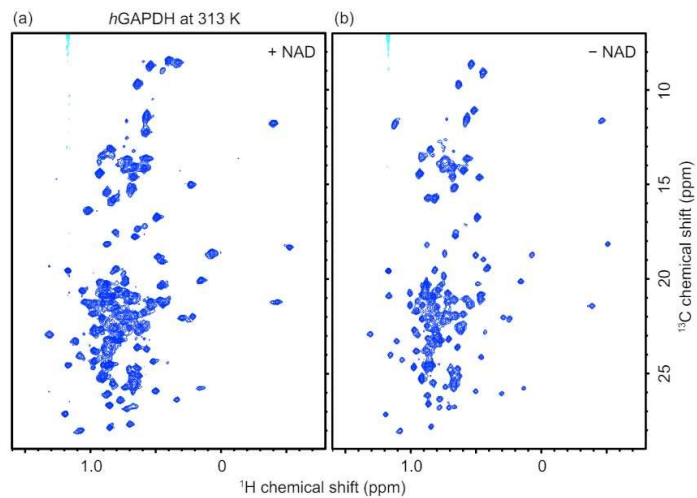 (a) hGAPDH at 313 K (b)
+ NAD
− NAD
10
15
20
25
¹³C chemical shift (ppm)
1.0 0 1.0 0
¹H chemical shift (ppm)